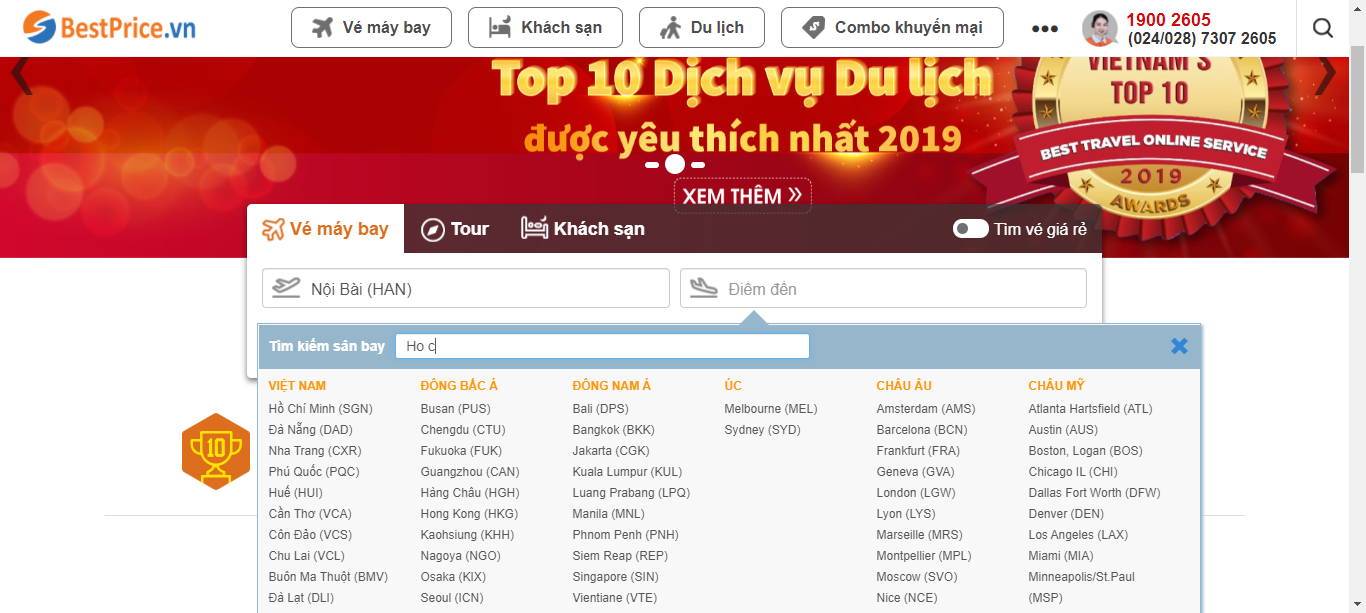 BestPrice.vn
Vé máy bay
Khách sạn
Du lịch
Combo khuyến mại
1900 2605
(024/028) 7307 2605
Top 10 Dịch vụ Du lịch
được yêu thích nhất 2019
XEM THÊM »
VIETNAM'S
TOP 10
BEST TRAVEL ONLINE SERVICE
2019
AWARDS
Vé máy bay
Tour
Khách sạn
Tìm vé giá rẻ
Nội Bài (HAN)
Điểm đến
Tìm kiếm sân bay
Ho c
VIỆT NAM
Hồ Chí Minh (SGN)
Đà Nẵng (DAD)
Nha Trang (CXR)
Phú Quốc (PQC)
Huế (HUI)
Cần Thơ (VCA)
Côn Đảo (VCS)
Chu Lai (VCL)
Buôn Ma Thuột (BMV)
Đà Lạt (DLI)
ĐÔNG BẮC Á
Busan (PUS)
Chengdu (CTU)
Fukuoka (FUK)
Guangzhou (CAN)
Hàng Châu (HGH)
Hong Kong (HKG)
Kaohsiung (KHH)
Nagoya (NGO)
Osaka (KIX)
Seoul (ICN)
ĐÔNG NAM Á
Bali (DPS)
Bangkok (BKK)
Jakarta (CGK)
Kuala Lumpur (KUL)
Luang Prabang (LPQ)
Manila (MNL)
Phnom Penh (PNH)
Siem Reap (REP)
Singapore (SIN)
Vientiane (VTE)
ÚC
Melbourne (MEL)
Sydney (SYD)
CHÂU ÂU
Amsterdam (AMS)
Barcelona (BCN)
Frankfurt (FRA)
Geneva (GVA)
London (LGW)
Lyon (LYS)
Marseille (MRS)
Montpellier (MPL)
Moscow (SVO)
Nice (NCE)
CHÂU MỸ
Atlanta Hartsfield (ATL)
Austin (AUS)
Boston, Logan (BOS)
Chicago IL (CHI)
Dallas Fort Worth (DFW)
Denver (DEN)
Los Angeles (LAX)
Miami (MIA)
Minneapolis/St.Paul
(MSP)
10